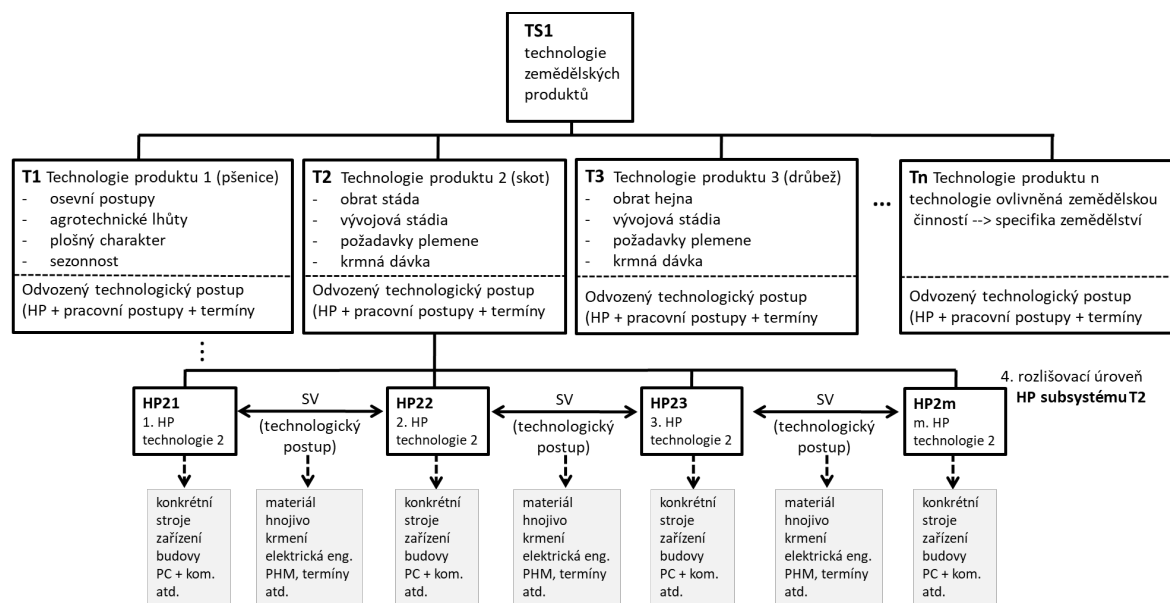 TS1
technologie
zemědělských
produktů
T1 Technologie produktu 1 (pšenice)
- osevní postupy
- agrotechnické lhůty
- plošný charakter
- sezonnost
Odvozený technologický postup
(HP + pracovní postupy + termíny
T2 Technologie produktu 2 (skot)
- obrat stáda
- vývojová stádia
- požadavky plemene
- krmná dávka
Odvozený technologický postup
(HP + pracovní postupy + termíny
T3 Technologie produktu 3 (drůbež)
- obrat hejna
- vývojová stádia
- požadavky plemene
- krmná dávka
Odvozený technologický postup
(HP + pracovní postupy + termíny
...
Tn Technologie produktu n
technologie ovlivněná zemědělskou
činností --> specifika zemědělství
Odvozený technologický postup
(HP + pracovní postupy + termíny
4. rozlišovací úroveň
HP subsystému T2
HP21
1. HP
technologie 2
SV
(technologický
postup)
HP22
2. HP
technologie 2
SV
(technologický
postup)
HP23
3. HP
technologie 2
SV
(technologický
postup)
HP2m
m. HP
technologie 2
konkrétní
stroje
zařízení
budovy
PC + kom.
atd.
materiál
hnojivo
krmení
elektrická eng.
PHM, termíny
atd.
konkrétní
stroje
zařízení
budovy
PC + kom.
atd.
materiál
hnojivo
krmení
elektrická eng.
PHM, termíny
atd.
konkrétní
stroje
zařízení
budovy
PC + kom.
atd.
materiál
hnojivo
krmení
elektrická eng.
PHM, termíny
atd.
konkrétní
stroje
zařízení
budovy
PC + kom.
atd.